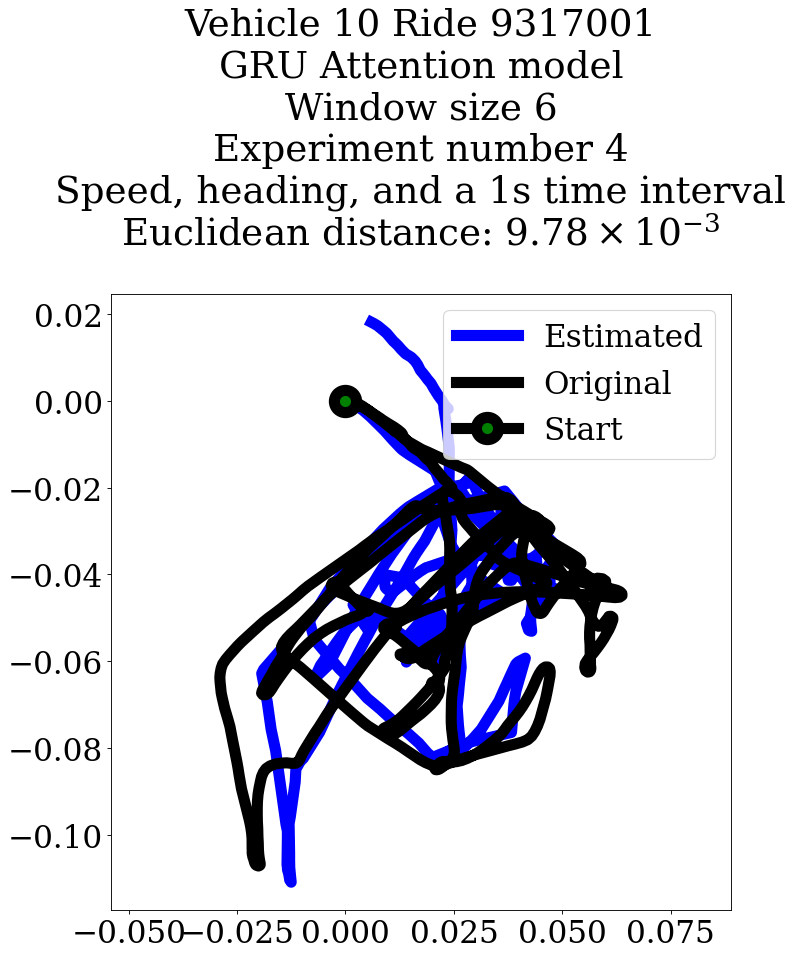 Vehicle 10 Ride 9317001
GRU Attention model
Window size 6
Experiment number 4
Speed, heading, and a 1s time interval
Euclidean distance: 9.78 × 10⁻³
Estimated
Original
Start
0.02
0.00
−0.02
−0.04
−0.06
−0.08
−0.10
−0.050 −0.025 0.000 0.025 0.050 0.075